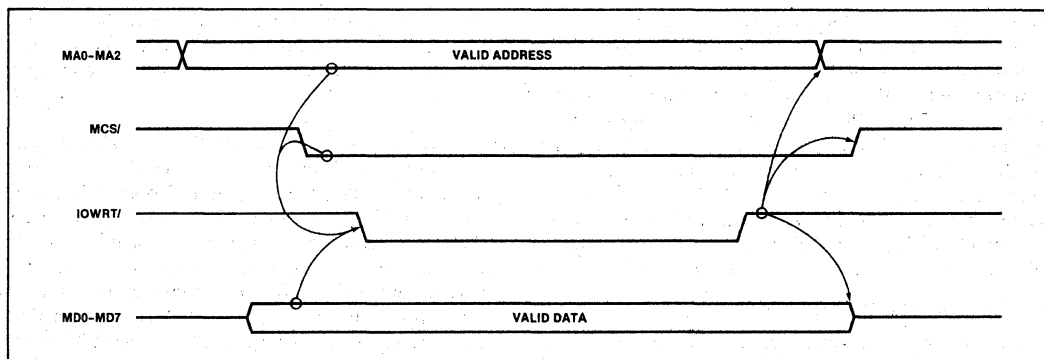 MA0-MA2
VALID ADDRESS
MCS/
IOWRT/
MD0-MD7
VALID DATA